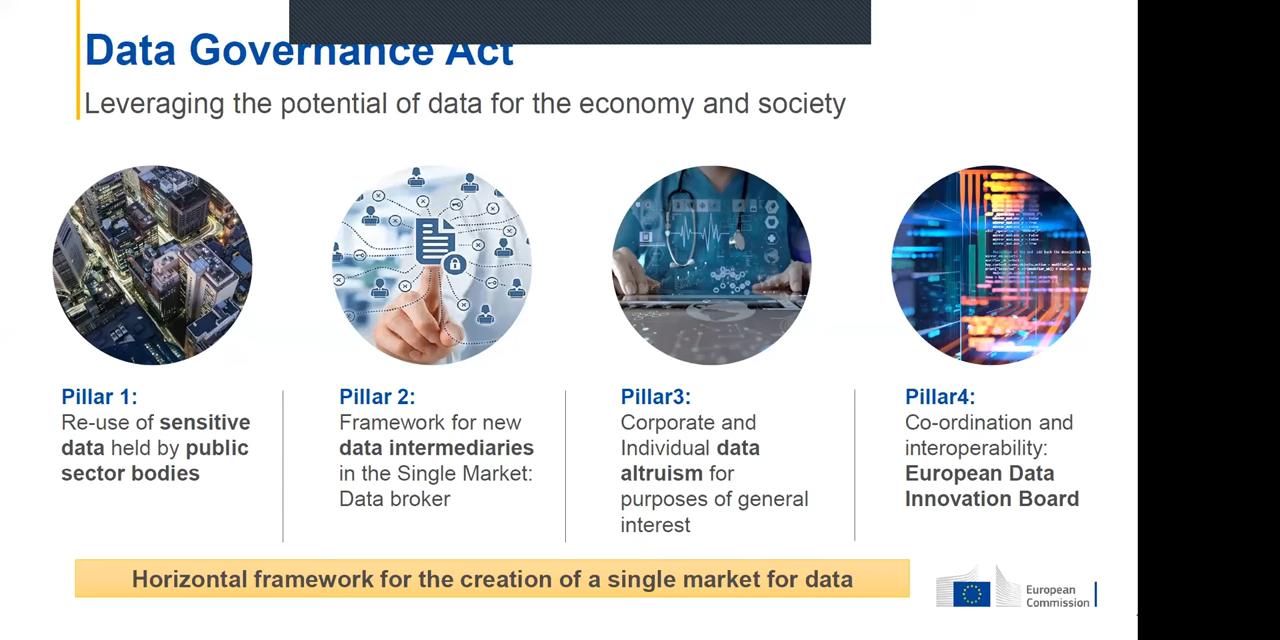 Data Governance Act
Leveraging the potential of data for the economy and society
Pillar 1:
Re-use of sensitive
data held by public
sector bodies
Pillar 2:
Framework for new
data intermediaries
in the Single Market:
Data broker
Pillar3:
Corporate and
Individual data
altruism for
purposes of general
interest
Pillar4:
Co-ordination and
interoperability:
European Data
Innovation Board
Horizontal framework for the creation of a single market for data
European
Commission